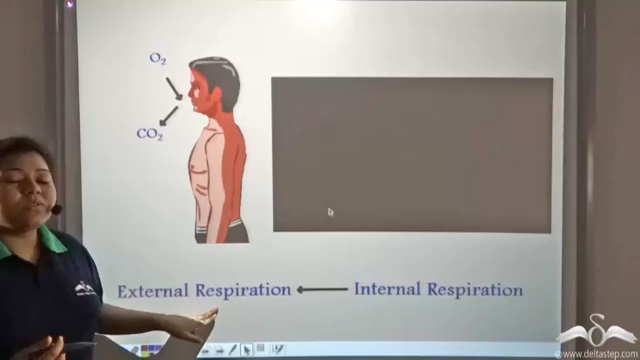 O₂
CO₂
External Respiration
Internal Respiration
www.deltastep.com